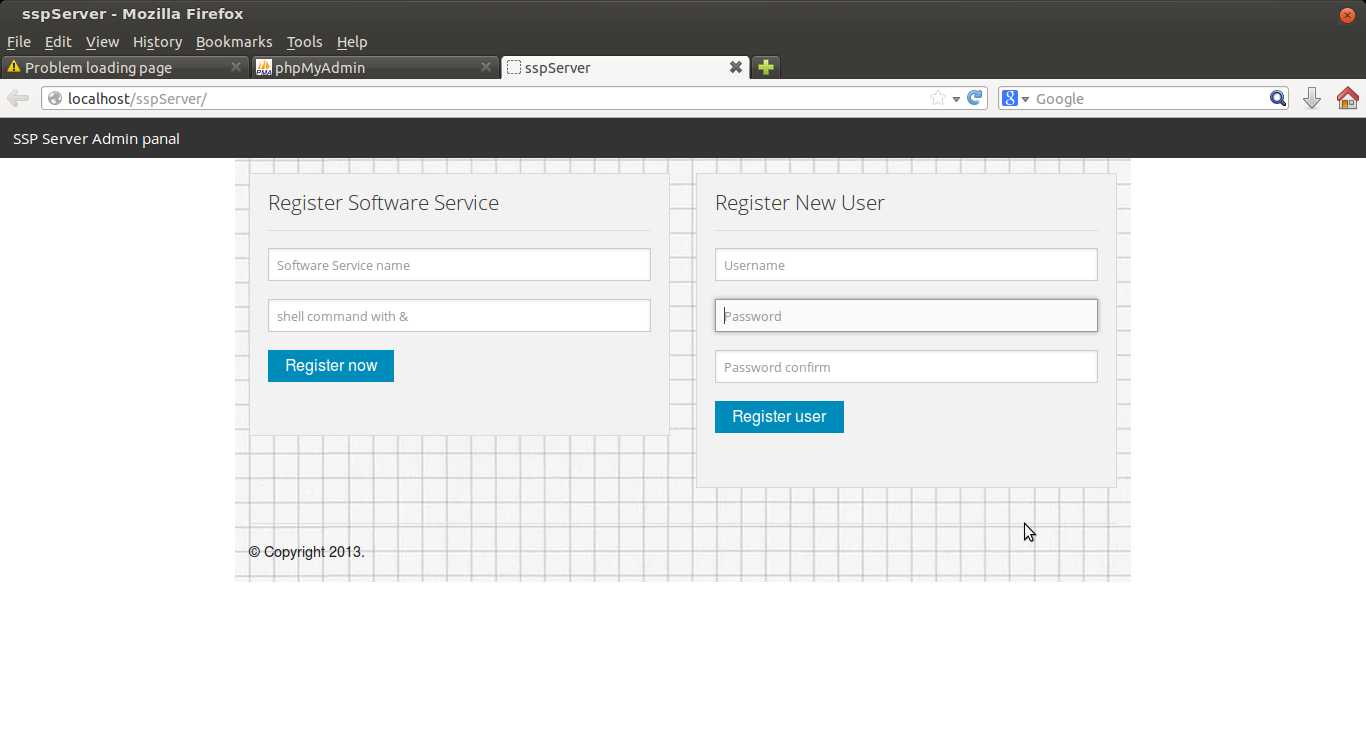 sspServer - Mozilla Firefox
File Edit View History Bookmarks Tools Help
Problem loading page phpMyAdmin sspServer
localhost/sspServer/ 8 Google
SSP Server Admin panal
Register Software Service
Software Service name
shell command with &
Register now
Register New User
Username
Password
Password confirm
Register user
© Copyright 2013.